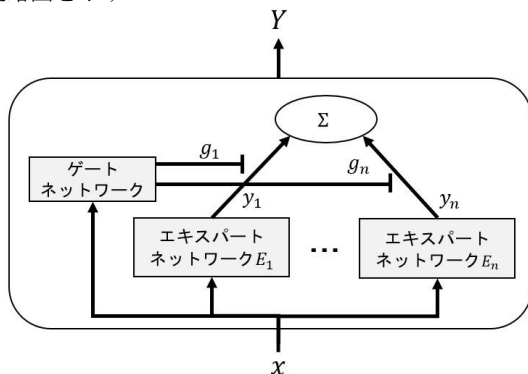 Y
Σ
g₁
gₙ
ゲート
ネットワーク
y₁
yₙ
エキスパート
ネットワークE₁
...
エキスパート
ネットワークEₙ
x